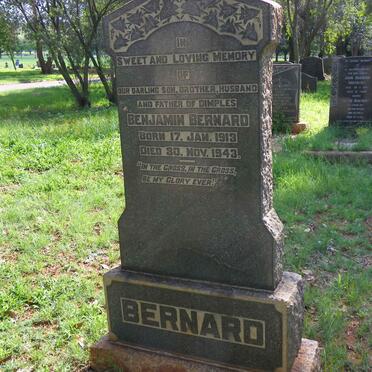 IN
SWEET AND LOVING MEMORY
OF
OUR DARLING SON, BROTHER, HUSBAND
AND FATHER OF DIMPLES
BENJAMIN BERNARD
BORN 17. JAN. 1913
DIED 30. NOV. 1943.
"IN THE CROSS, IN THE CROSS,
BE MY GLORY EVER"
BERNARD